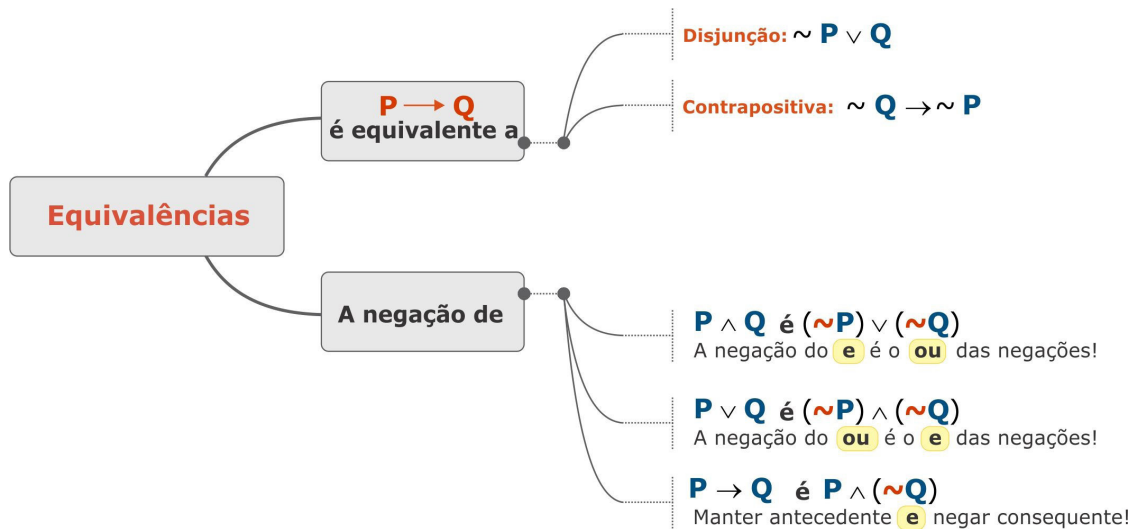 Equivalências
P → Q
é equivalente a
Disjunção: ~ P ∨ Q
Contrapositiva: ~ Q → ~ P
A negação de
P ∧ Q é (~P) ∨ (~Q)
A negação do e é o ou das negações!
P ∨ Q é (~P) ∧ (~Q)
A negação do ou é o e das negações!
P → Q é P ∧ (~Q)
Manter antecedente e negar consequente!